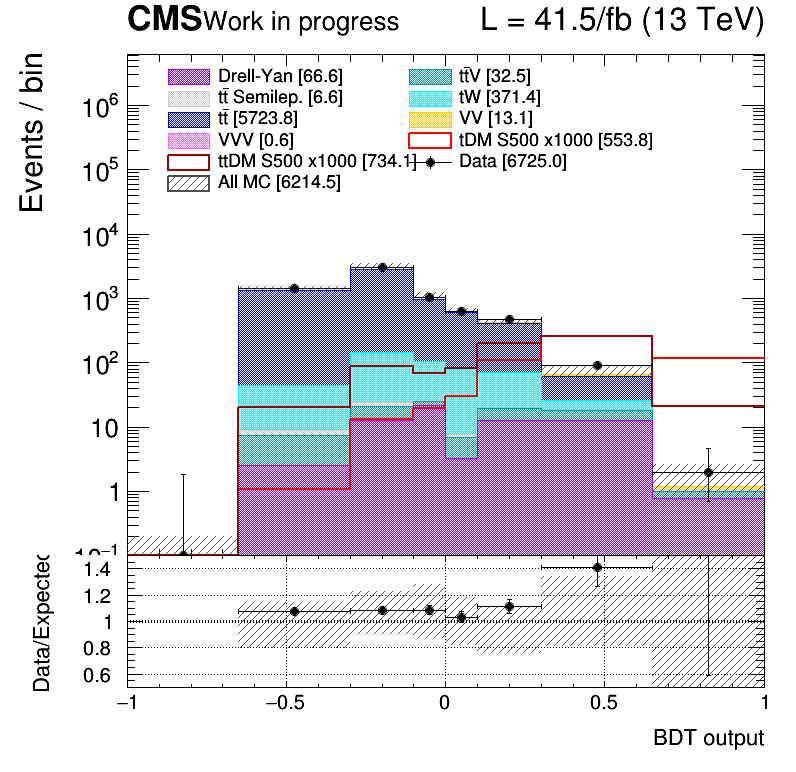 CMS Work in progress L = 41.5/fb (13 TeV)
Events / bin
Drell-Yan [66.6] tt̄V [32.5]
tt̄ Semilep. [6.6] tW [371.4]
tt̄ [5723.8] VV [13.1]
VVV [0.6] tDM S500 x1000 [553.8]
ttDM S500 x1000 [734.1] Data [6725.0]
All MC [6214.5]
10⁶
10⁵
10⁴
10³
10²
10
1
10⁻¹
Data/Expected
1.4
1.2
1
0.8
0.6
−1 −0.5 0 0.5 1
BDT output